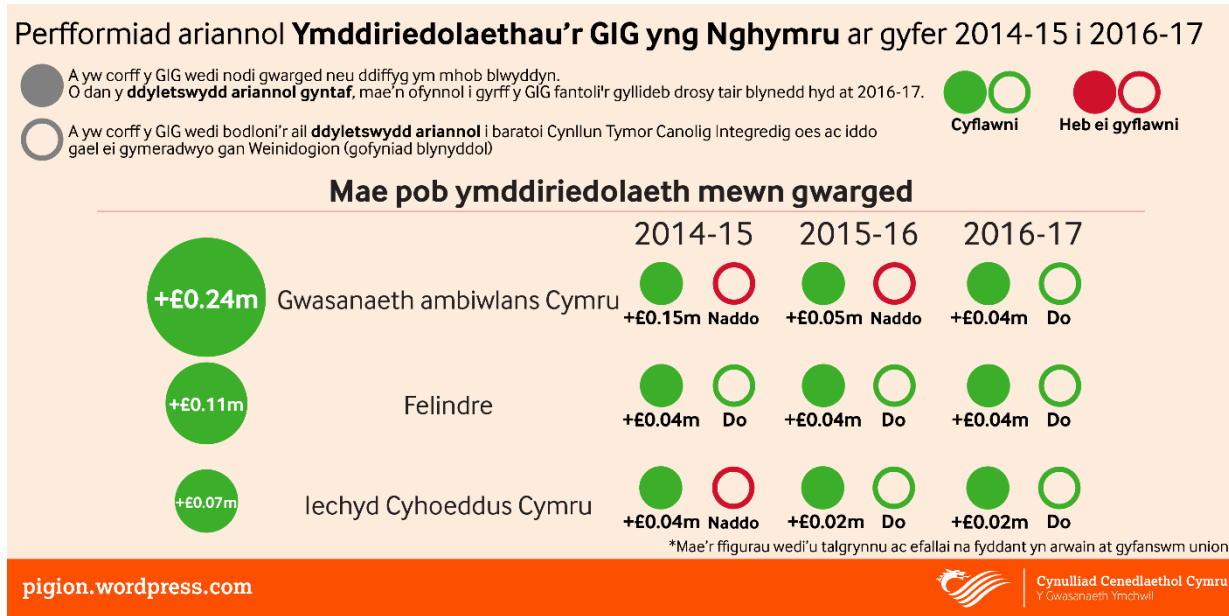 Perfformiad ariannol Ymddiriedolaethau'r GIG yng Nghymru ar gyfer 2014-15 i 2016-17
A yw corff y GIG wedi nodi gwarged neu ddiffyg ym mhob blwyddyn.
O dan y ddyletswydd ariannol gyntaf, mae'n ofynnol i gyrff y GIG fantoli'r gyllideb drosy tair blynedd hyd at 2016-17.
A yw corff y GIG wedi bodloni'r ail ddyletswydd ariannol i baratoi Cynllun Tymor Canolig Integredig oes ac iddo
gael ei gymeradwyo gan Weinidogion (gofyniad blynyddol)
Cyflawni Heb ei gyflawni
Mae pob ymddiriedolaeth mewn gwarged
2014-15 2015-16 2016-17
+£0.24m Gwasanaeth ambiwlans Cymru
+£0.15m Naddo +£0.05m Naddo +£0.04m Do
+£0.11m Felindre
+£0.04m Do +£0.04m Do +£0.04m Do
+£0.07m Iechyd Cyhoeddus Cymru
+£0.04m Naddo +£0.02m Do +£0.02m Do
*Mae'r ffigurau wedi'u talgrynnu ac efallai na fyddant yn arwain at gyfanswm union
pigion.wordpress.com
Cynulliad Cenedlaethol Cymru
Y Gwasanaeth Ymchwil